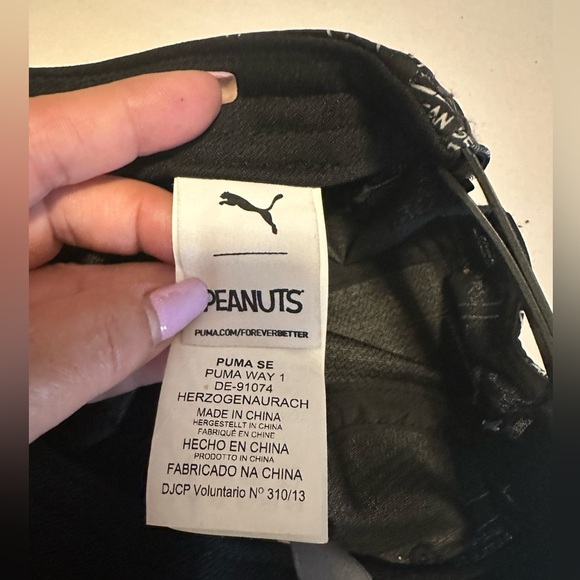 PEANUTS
PUMA.COM/FOREVERBETTER
PUMA SE
PUMA WAY 1
DE-91074
HERZOGENAURACH
MADE IN CHINA
HERGESTELLT IN CHINA
FABRIQUÉ EN CHINE
HECHO EN CHINA
PRODOTTO IN CHINA
FABRICADO NA CHINA
DJCP Voluntario Nº 310/13